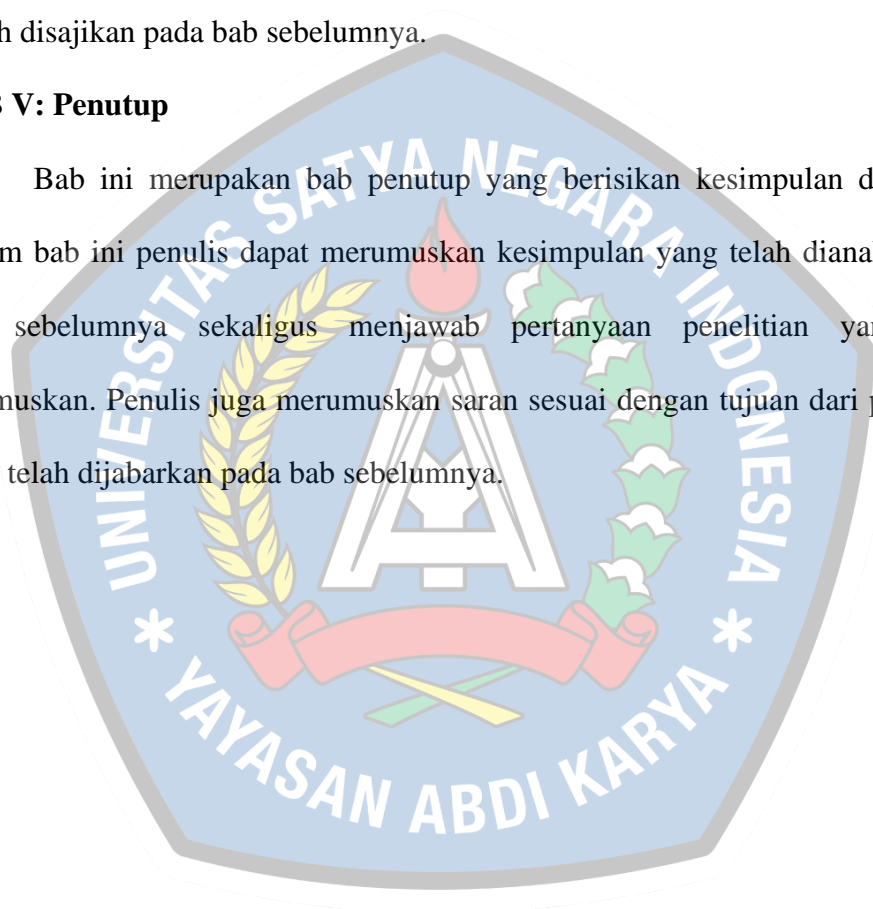 h disajikan pada bab sebelumnya.
V: Penutup
Bab ini merupakan bab penutup yang berisikan kesimpulan d
m bab ini penulis dapat merumuskan kesimpulan yang telah diana
sebelumnya sekaligus menjawab pertanyaan penelitian ya
muskan. Penulis juga merumuskan saran sesuai dengan tujuan dari
telah dijabarkan pada bab sebelumnya.
UNIVERSITAS SATYA NEGARA INDONESIA
* YAYASAN ABDI KARYA *